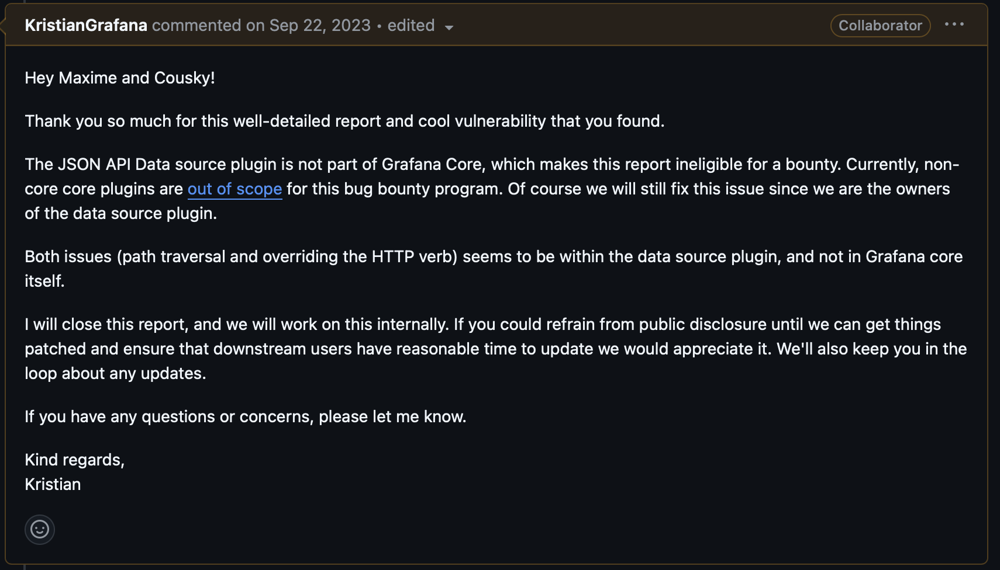 KristianGrafana commented on Sep 22, 2023 • edited
Collaborator
Hey Maxime and Cousky!
Thank you so much for this well-detailed report and cool vulnerability that you found.
The JSON API Data source plugin is not part of Grafana Core, which makes this report ineligible for a bounty. Currently, non-
core core plugins are out of scope for this bug bounty program. Of course we will still fix this issue since we are the owners
of the data source plugin.
Both issues (path traversal and overriding the HTTP verb) seems to be within the data source plugin, and not in Grafana core
itself.
I will close this report, and we will work on this internally. If you could refrain from public disclosure until we can get things
patched and ensure that downstream users have reasonable time to update we would appreciate it. We'll also keep you in the
loop about any updates.
If you have any questions or concerns, please let me know.
Kind regards,
Kristian